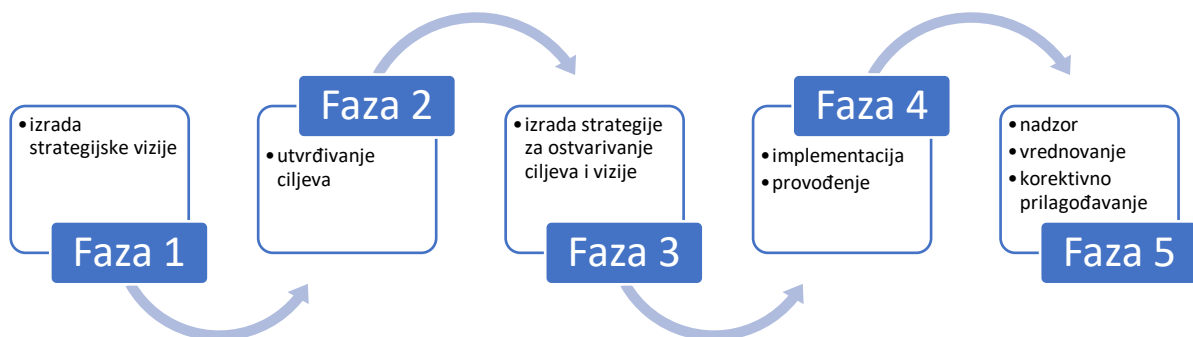 • izrada
strategijske vizije
Faza 1
Faza 2
• utvrđivanje
ciljeva
• izrada strategije
za ostvarivanje
ciljeva i vizije
Faza 3
Faza 4
• implementacija
• provođenje
• nadzor
• vrednovanje
• korektivno
prilagođavanje
Faza 5